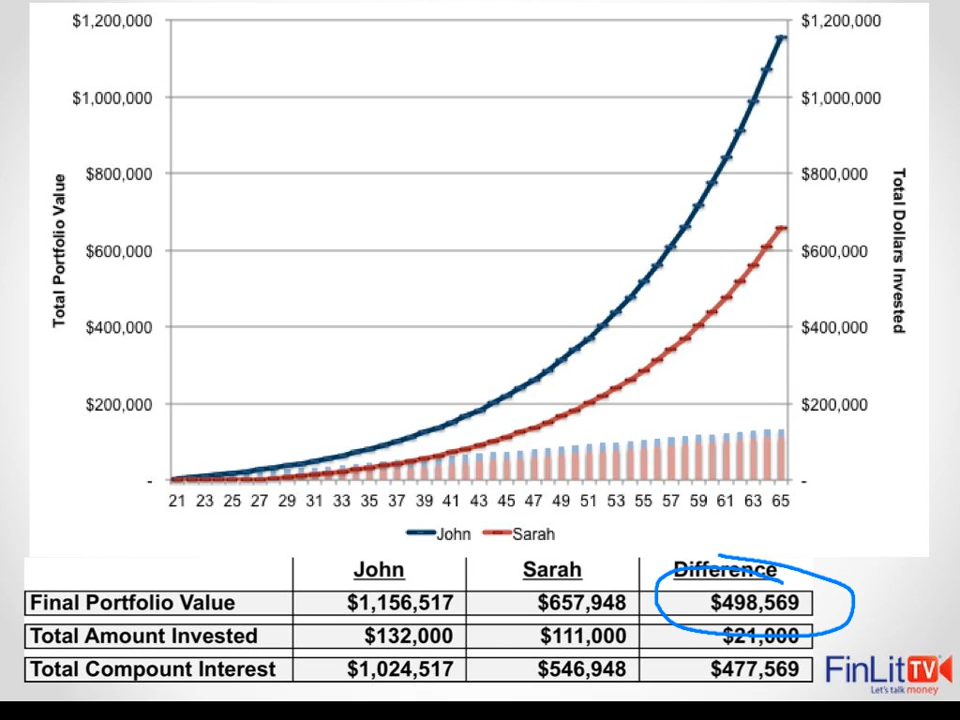 $1,200,000 $1,200,000
$1,000,000 $1,000,000
$800,000 $800,000
$600,000 $600,000
$400,000 $400,000
$200,000 $200,000
- -
Total Portfolio Value
Total Dollars Invested
21 23 25 27 29 31 33 35 37 39 41 43 45 47 49 51 53 55 57 59 61 63 65
John Sarah
John Sarah Difference
Final Portfolio Value $1,156,517 $657,948 $498,569
Total Amount Invested $132,000 $111,000 $21,000
Total Compount Interest $1,024,517 $546,948 $477,569
FinLit TV
Let's talk money